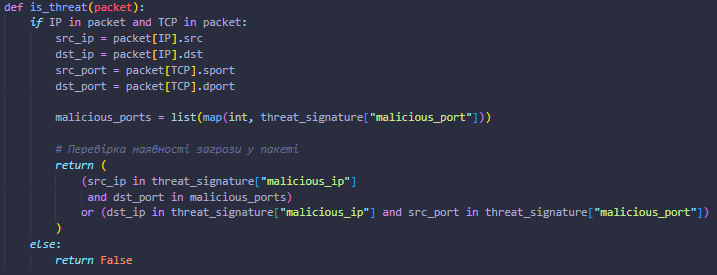 def is_threat(packet):
    if IP in packet and TCP in packet:
        src_ip = packet[IP].src
        dst_ip = packet[IP].dst
        src_port = packet[TCP].sport
        dst_port = packet[TCP].dport

        malicious_ports = list(map(int, threat_signature["malicious_port"]))

        # Перевірка наявності загрози у пакеті
        return (
            (src_ip in threat_signature["malicious_ip"]
             and dst_port in malicious_ports)
            or (dst_ip in threat_signature["malicious_ip"] and src_port in threat_signature["malicious_port"])
        )
    else:
        return False